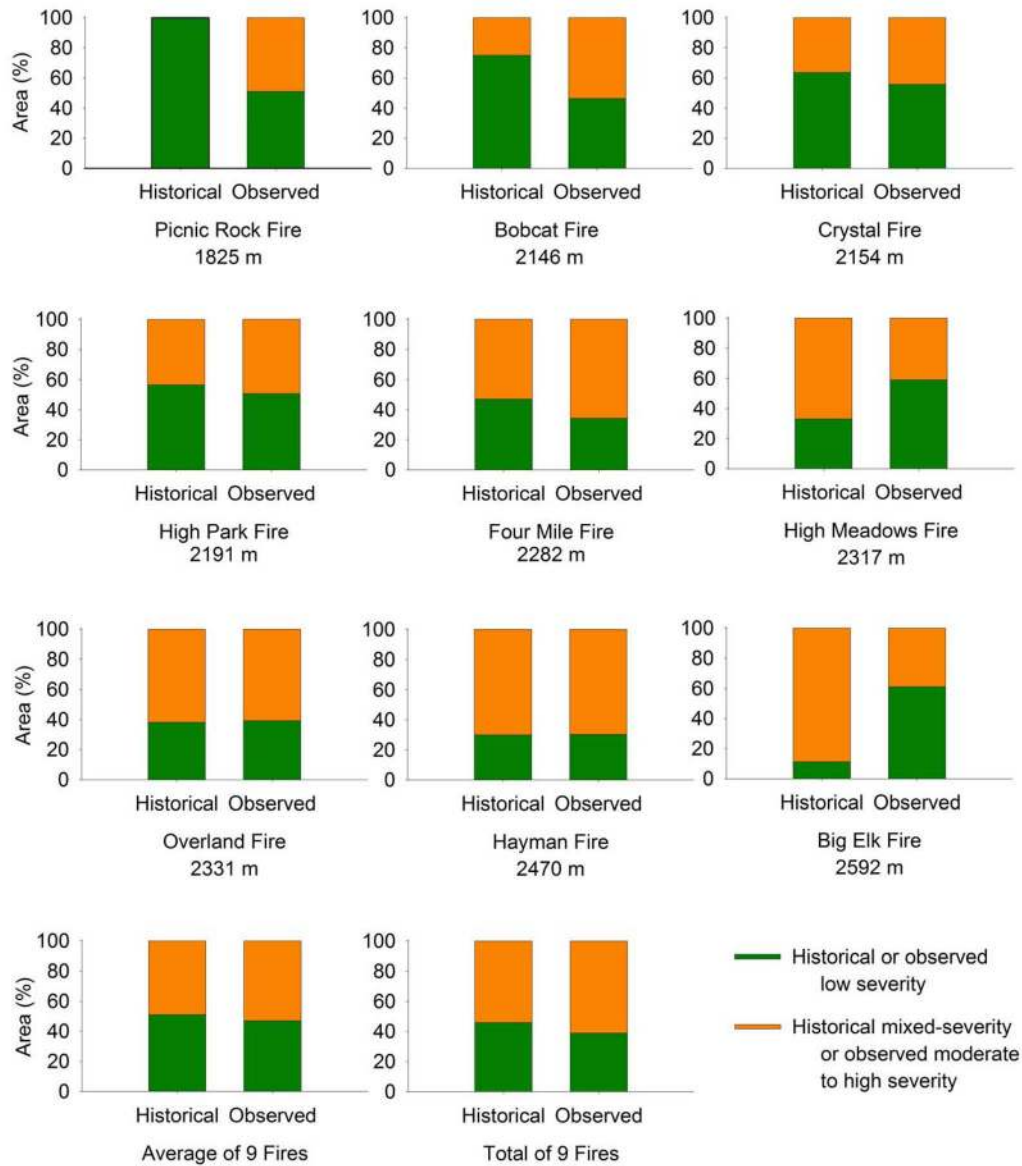 Area (%)
100
80
60
40
20
0
Historical Observed
Picnic Rock Fire
1825 m
100
80
60
40
20
0
Historical Observed
Bobcat Fire
2146 m
100
80
60
40
20
0
Historical Observed
Crystal Fire
2154 m
Area (%)
100
80
60
40
20
0
Historical Observed
High Park Fire
2191 m
100
80
60
40
20
0
Historical Observed
Four Mile Fire
2282 m
100
80
60
40
20
0
Historical Observed
High Meadows Fire
2317 m
Area (%)
100
80
60
40
20
0
Historical Observed
Overland Fire
2331 m
100
80
60
40
20
0
Historical Observed
Hayman Fire
2470 m
100
80
60
40
20
0
Historical Observed
Big Elk Fire
2592 m
Area (%)
100
80
60
40
20
0
Historical Observed
Average of 9 Fires
100
80
60
40
20
0
Historical Observed
Total of 9 Fires
Historical or observed
low severity
Historical mixed-severity
or observed moderate
to high severity